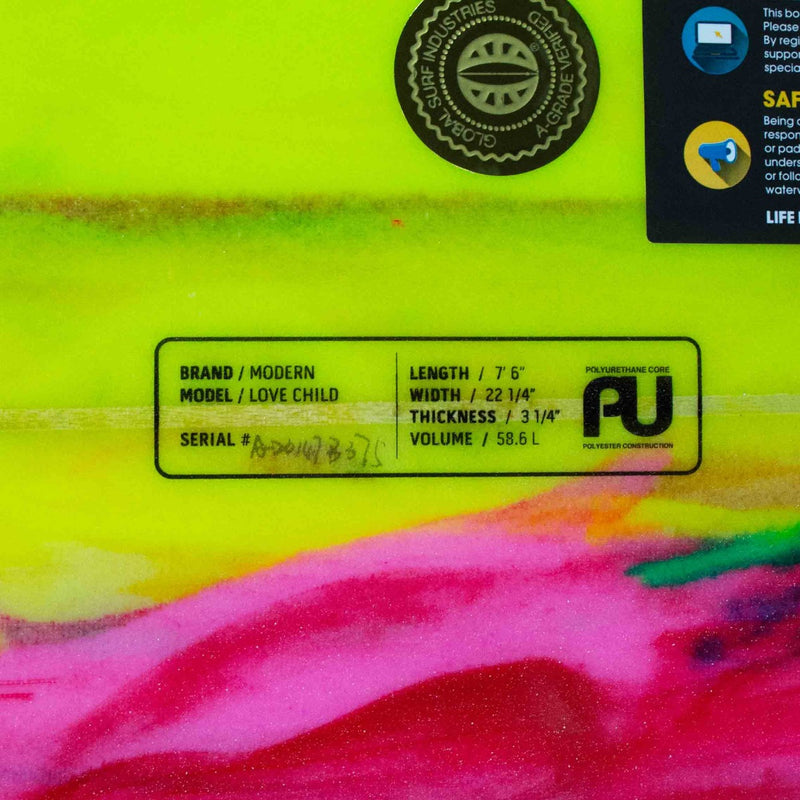 GLOBAL SURF INDUSTRIES
A-GRADE VERIFIED
®
This bo
Please
By regi
suppor
specia
SAF
Being a
respon
or pad
unders
or follo
waterw
LIFE
BRAND / MODERN
MODEL / LOVE CHILD
SERIAL #
LENGTH / 7' 6"
WIDTH / 22 1/4"
THICKNESS / 3 1/4"
VOLUME / 58.6 L
POLYURETHANE CORE
PU
POLYESTER CONSTRUCTION